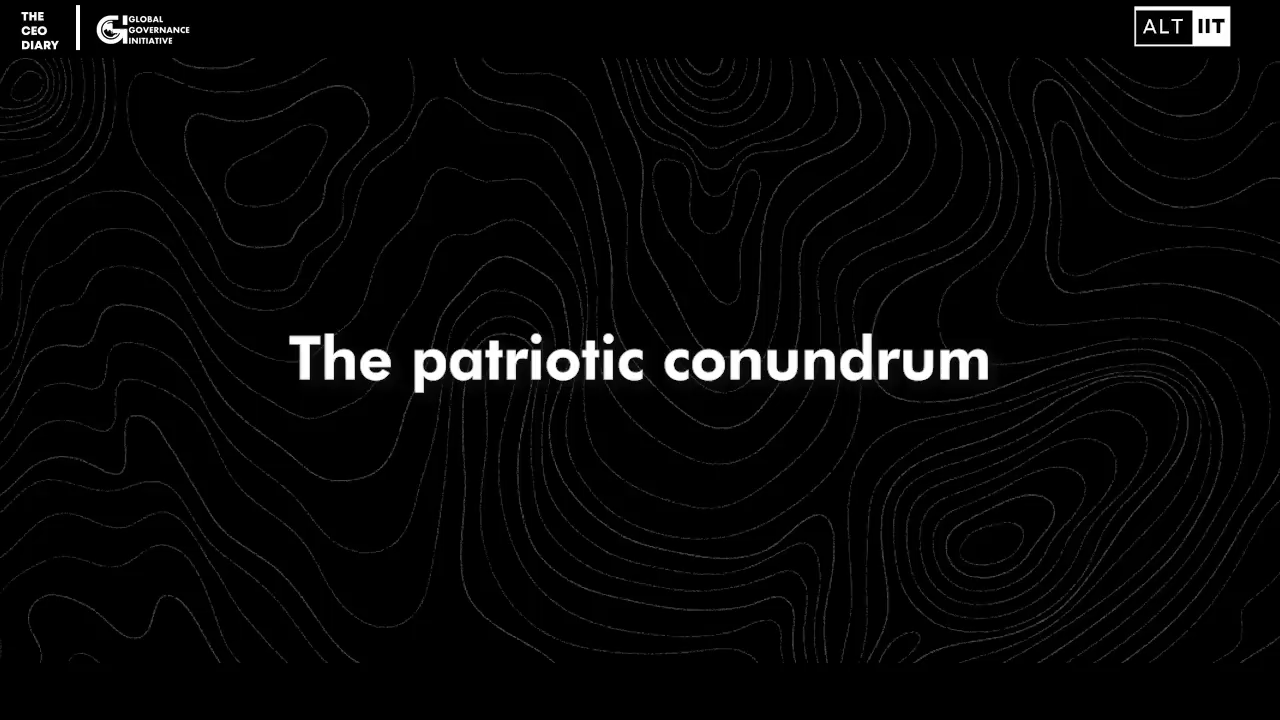 THE
CEO
DIARY
GLOBAL
GOVERNANCE
INITIATIVE
ALT IIT
The patriotic conundrum